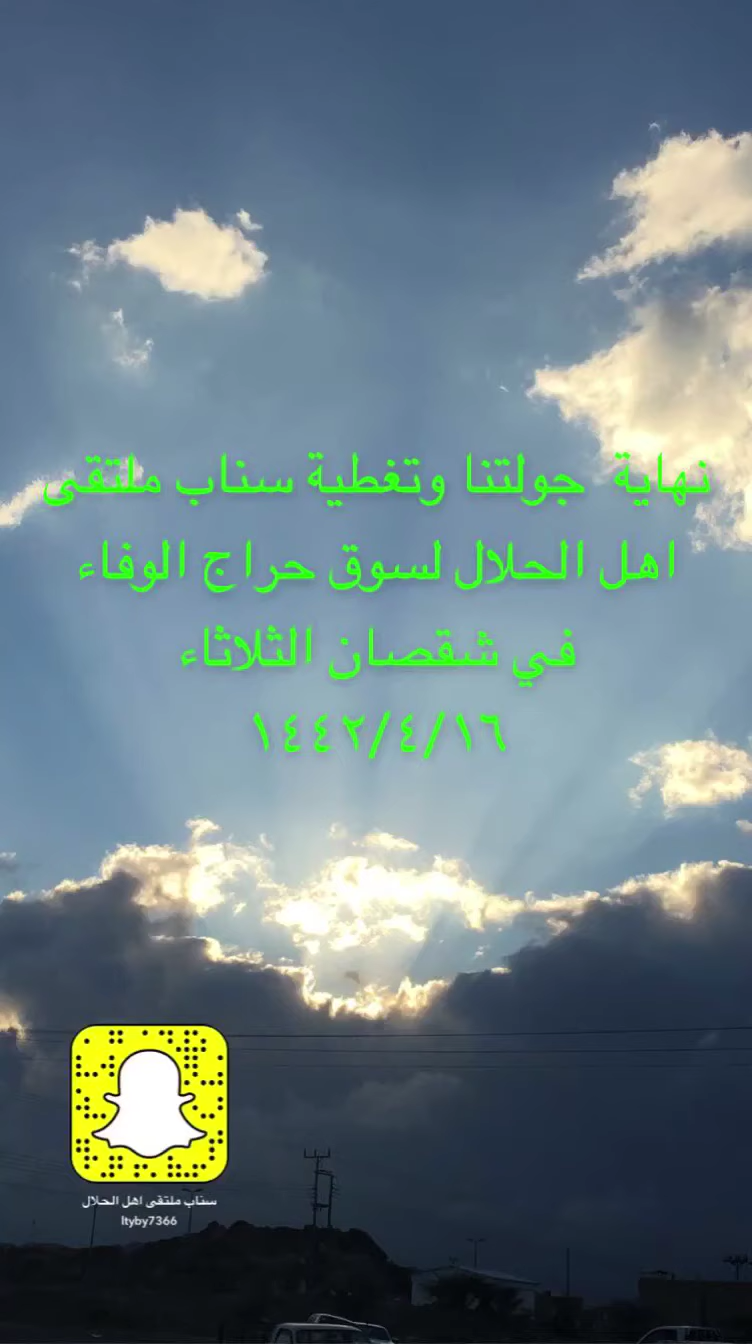 نهاية جولتنا وتغطية سناب ملتقى
اهل الحلال لسوق حراج الوفاء
في شقصان الثلاثاء
١٤٤٢/٤/١٦
سناب ملتقى اهل الحلال
ltyby7366